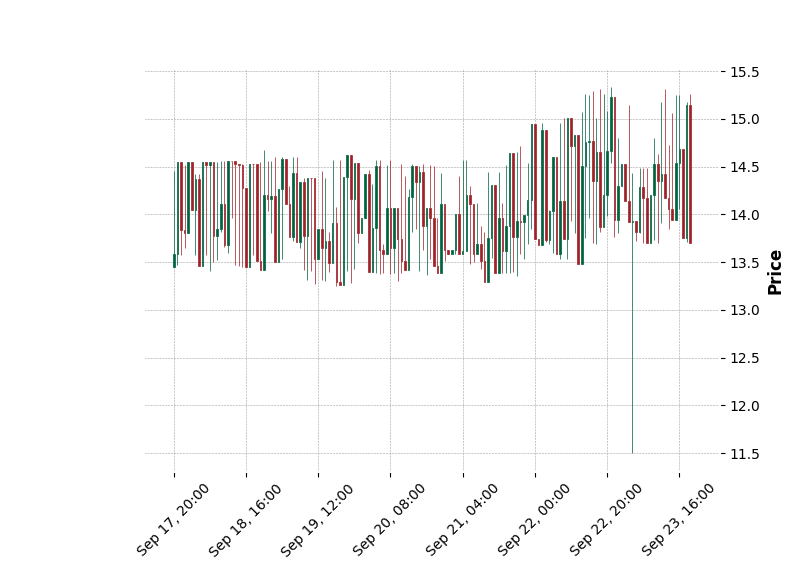 15.5
15.0
14.5
14.0
13.5
13.0
12.5
12.0
11.5
Price
Sep 17, 20:00
Sep 18, 16:00
Sep 19, 12:00
Sep 20, 08:00
Sep 21, 04:00
Sep 22, 00:00
Sep 22, 20:00
Sep 23, 16:00